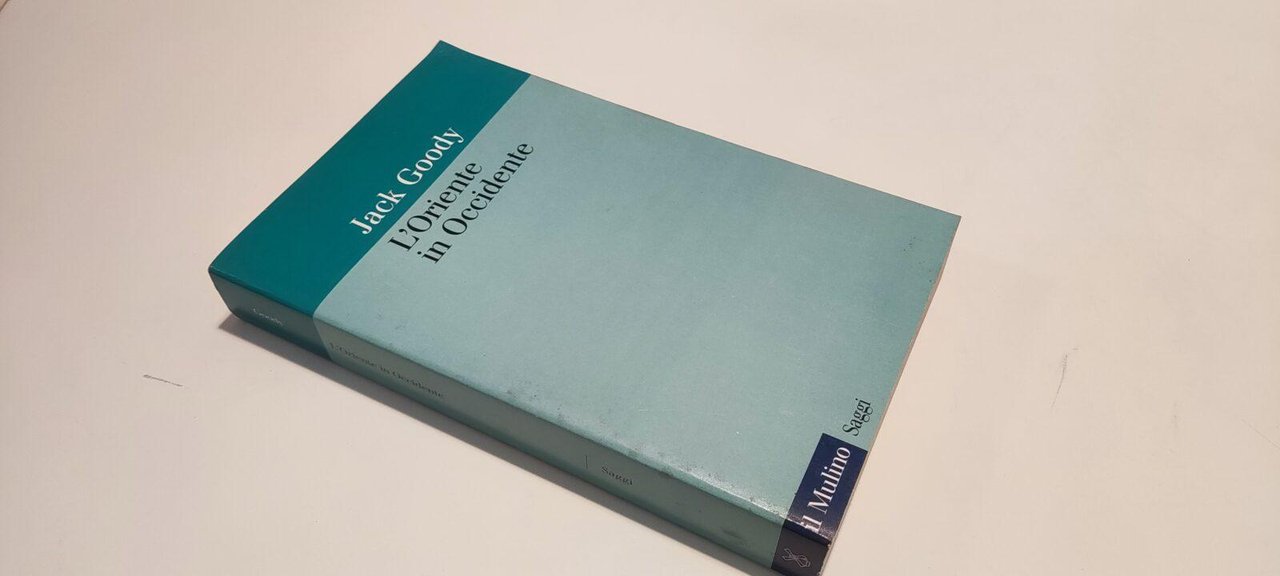 Jack Goody
L'Oriente
in Occidente
Saggi
il Mulino
Goody
L'Oriente in Occidente
Saggi